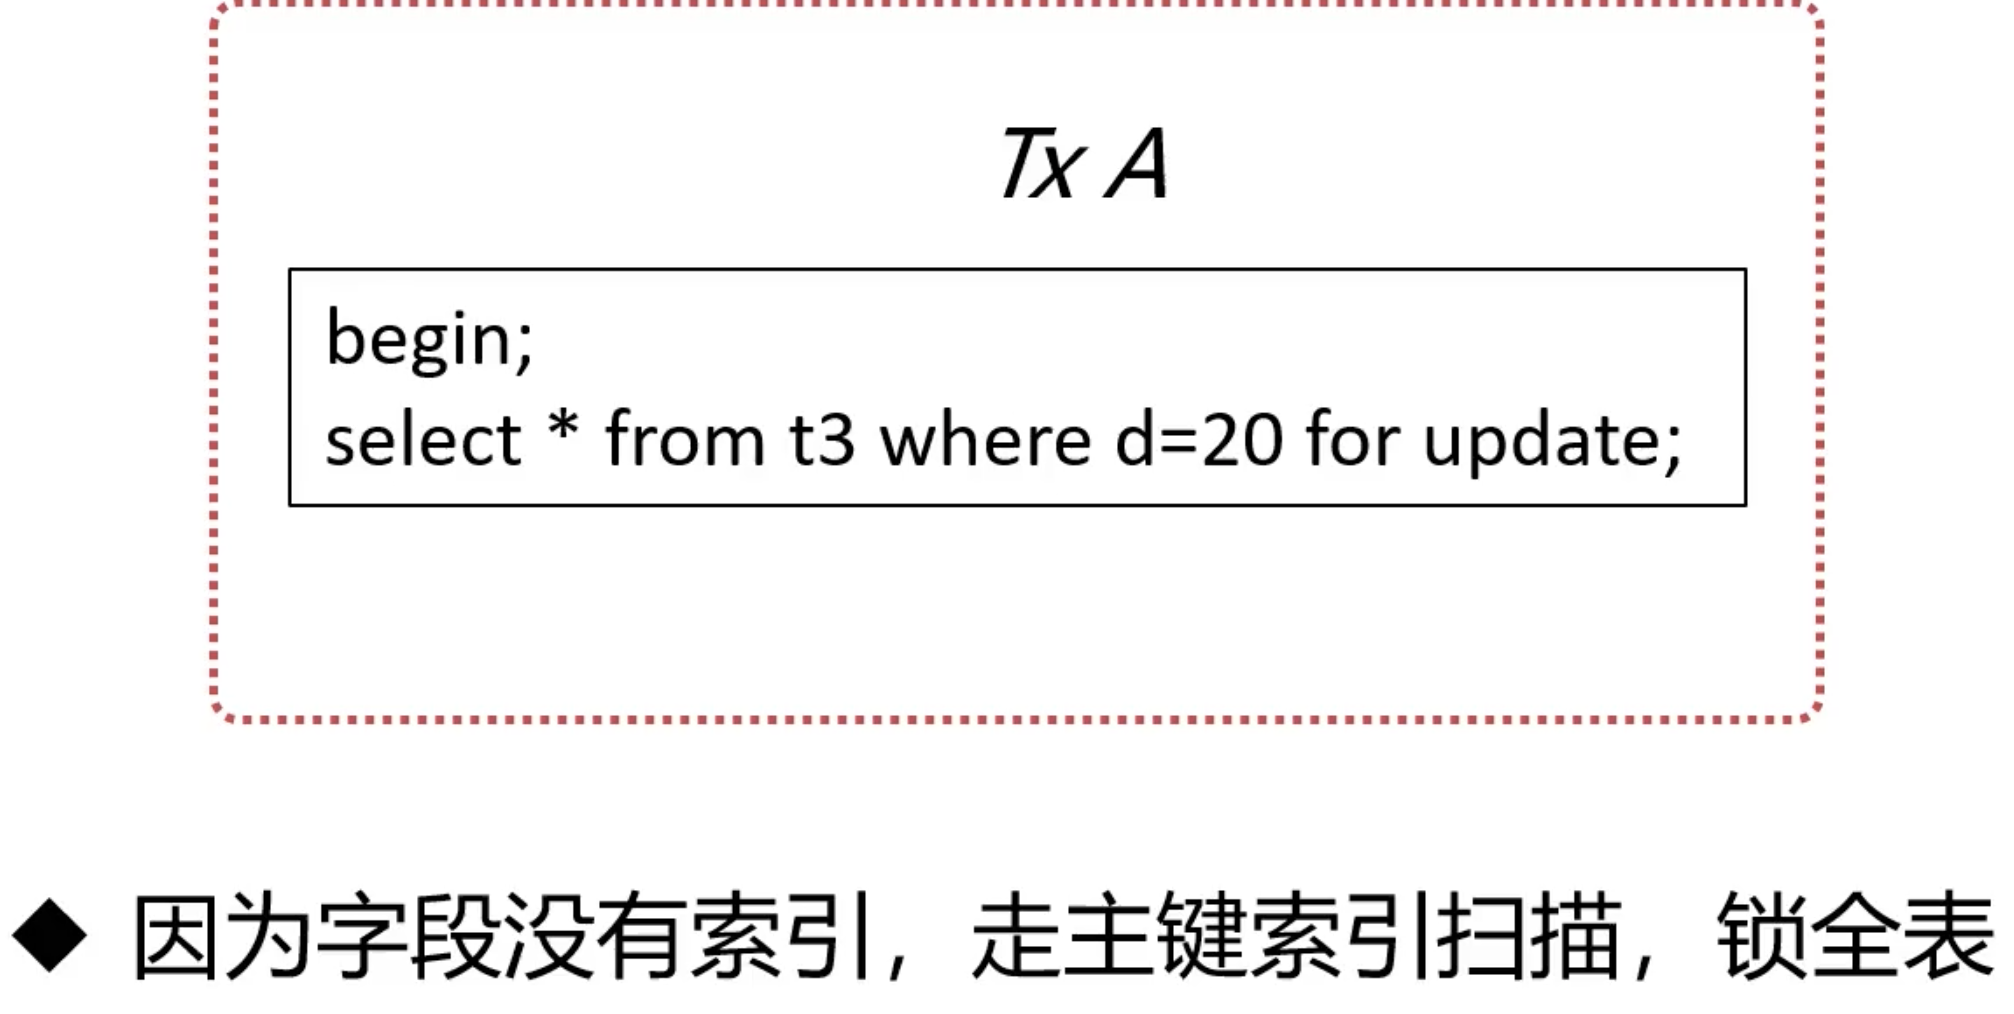 Tx A
begin;
select * from t3 where d=20 for update;
◆ 因为字段没有索引，走主键索引扫描，锁全表